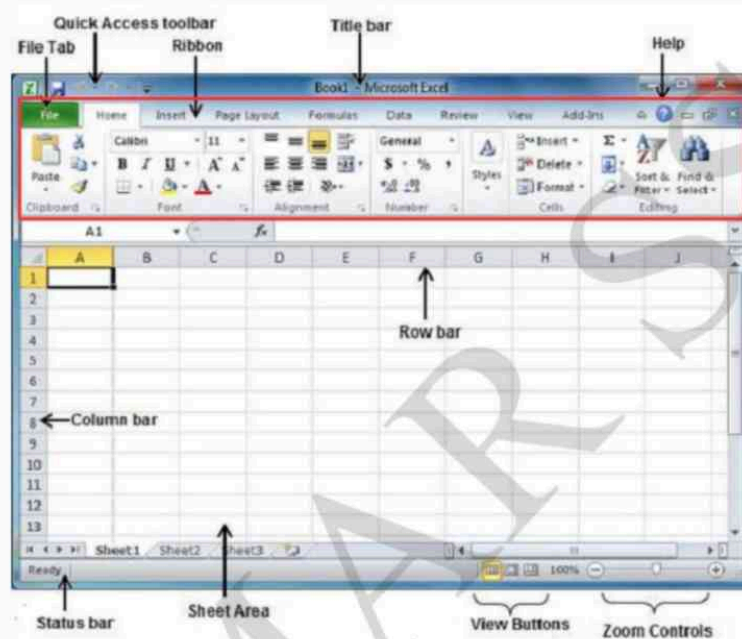 Quick Access toolbar
Title bar
File Tab
Ribbon
Help
Book1 - Microsoft Excel
File Home Insert Page Layout Formulas Data Review View Add-Ins
Calibri 11 General Insert Σ
Paste B I U A A $ % , Styles Delete Sort & Find &
A Format Filter Select
Clipboard Font Alignment Number Cells Editing
A1 fx
A B C D E F G H I J
1
2
3
4 Row bar
5
6
7
8 Column bar
9
10
11
12
13
Sheet1 Sheet2 Sheet3
Ready 100%
Status bar
Sheet Area
View Buttons
Zoom Controls